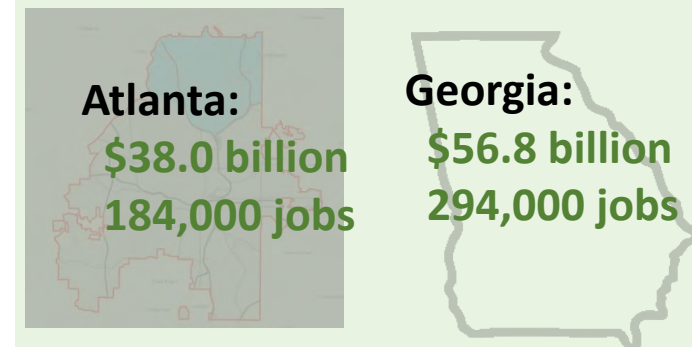 Atlanta:
$38.0 billion
184,000 jobs
Georgia:
$56.8 billion
294,000 jobs